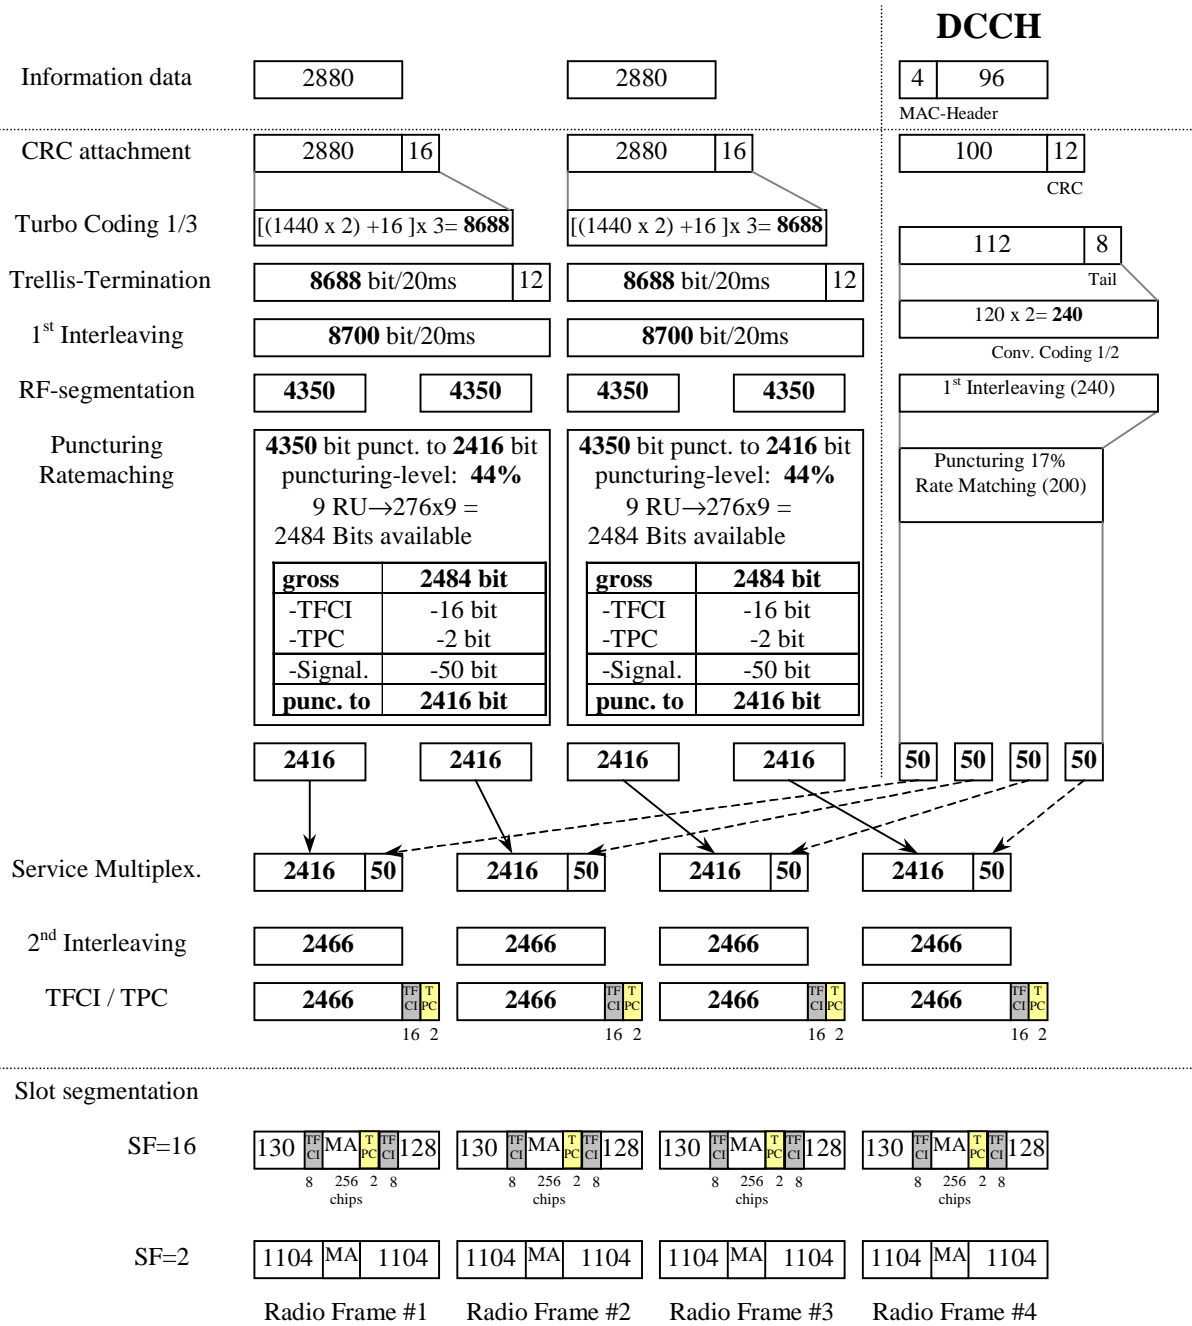 DCCH
Information data 2880 2880 4 96
MAC-Header
CRC attachment 2880 16 2880 16 100 12
CRC
Turbo Coding 1/3 [(1440 x 2) +16 ]x 3= 8688 [(1440 x 2) +16 ]x 3= 8688 112 8
Trellis-Termination 8688 bit/20ms 12 8688 bit/20ms 12 Tail
120 x 2= 240
1st Interleaving 8700 bit/20ms 8700 bit/20ms
Conv. Coding 1/2
RF-segmentation 4350 4350 4350 4350 1st Interleaving (240)
Puncturing 4350 bit punct. to 2416 bit 4350 bit punct. to 2416 bit Puncturing 17%
Ratemaching puncturing-level: 44% puncturing-level: 44% Rate Matching (200)
9 RU→276x9 = 9 RU→276x9 =
2484 Bits available 2484 Bits available
gross 2484 bit gross 2484 bit
-TFCI -16 bit -TFCI -16 bit
-TPC -2 bit -TPC -2 bit
-Signal. -50 bit -Signal. -50 bit
punc. to 2416 bit punc. to 2416 bit
2416 2416 2416 2416 50 50 50 50
Service Multiplex. 2416 50 2416 50 2416 50 2416 50
2nd Interleaving 2466 2466 2466 2466
TFCI / TPC 2466 TFCI TPC 2466 TFCI TPC 2466 TFCI TPC 2466 TFCI TPC
16 2 16 2 16 2 16 2
Slot segmentation
SF=16 130 TFCI MA TPC TFCI 128 130 TFCI MA TPC TFCI 128 130 TFCI MA TPC TFCI 128 130 TFCI MA TPC TFCI 128
8 256 2 8 8 256 2 8 8 256 2 8 8 256 2 8
chips chips chips chips
SF=2 1104 MA 1104 1104 MA 1104 1104 MA 1104 1104 MA 1104
Radio Frame #1 Radio Frame #2 Radio Frame #3 Radio Frame #4